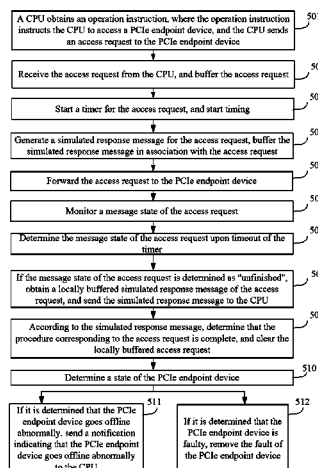 A CPU obtains an operation instruction, where the operation
instructs the CPU to access a PCIe endpoint device, and the CPU sends
an access request to the PCIe endpoint device
50
Receive the access request from the CPU, and buffer the access request
50
Start a timer for the access request, and start timing
50
Generate a simulated response message for the access request, buffer the
simulated response message in association with the access request
50
Forward the access request to the PCIe endpoint device
50
Monitor a message state of the access request
50
Determine the message state of the access request upon timeout of the
timer
50
If the message state of the access request is determined as "unfinished",
obtain a locally buffered simulated response message of the access
request, and send the simulated response message to the CPU
50
According to the simulated response message, determine that the
procedure corresponding to the access request is complete, and clear the
locally buffered access request
50
Determine a state of the PCIe endpoint device
510
If it is determined that the PCIe
endpoint device goes offline
abnormally, send a notification
indicating that the PCIe endpoint
device goes offline abnormally
to the CPU
511
If it is determined that the
PCIe endpoint device is
faulty, remove the fault of
the PCIe endpoint device
512